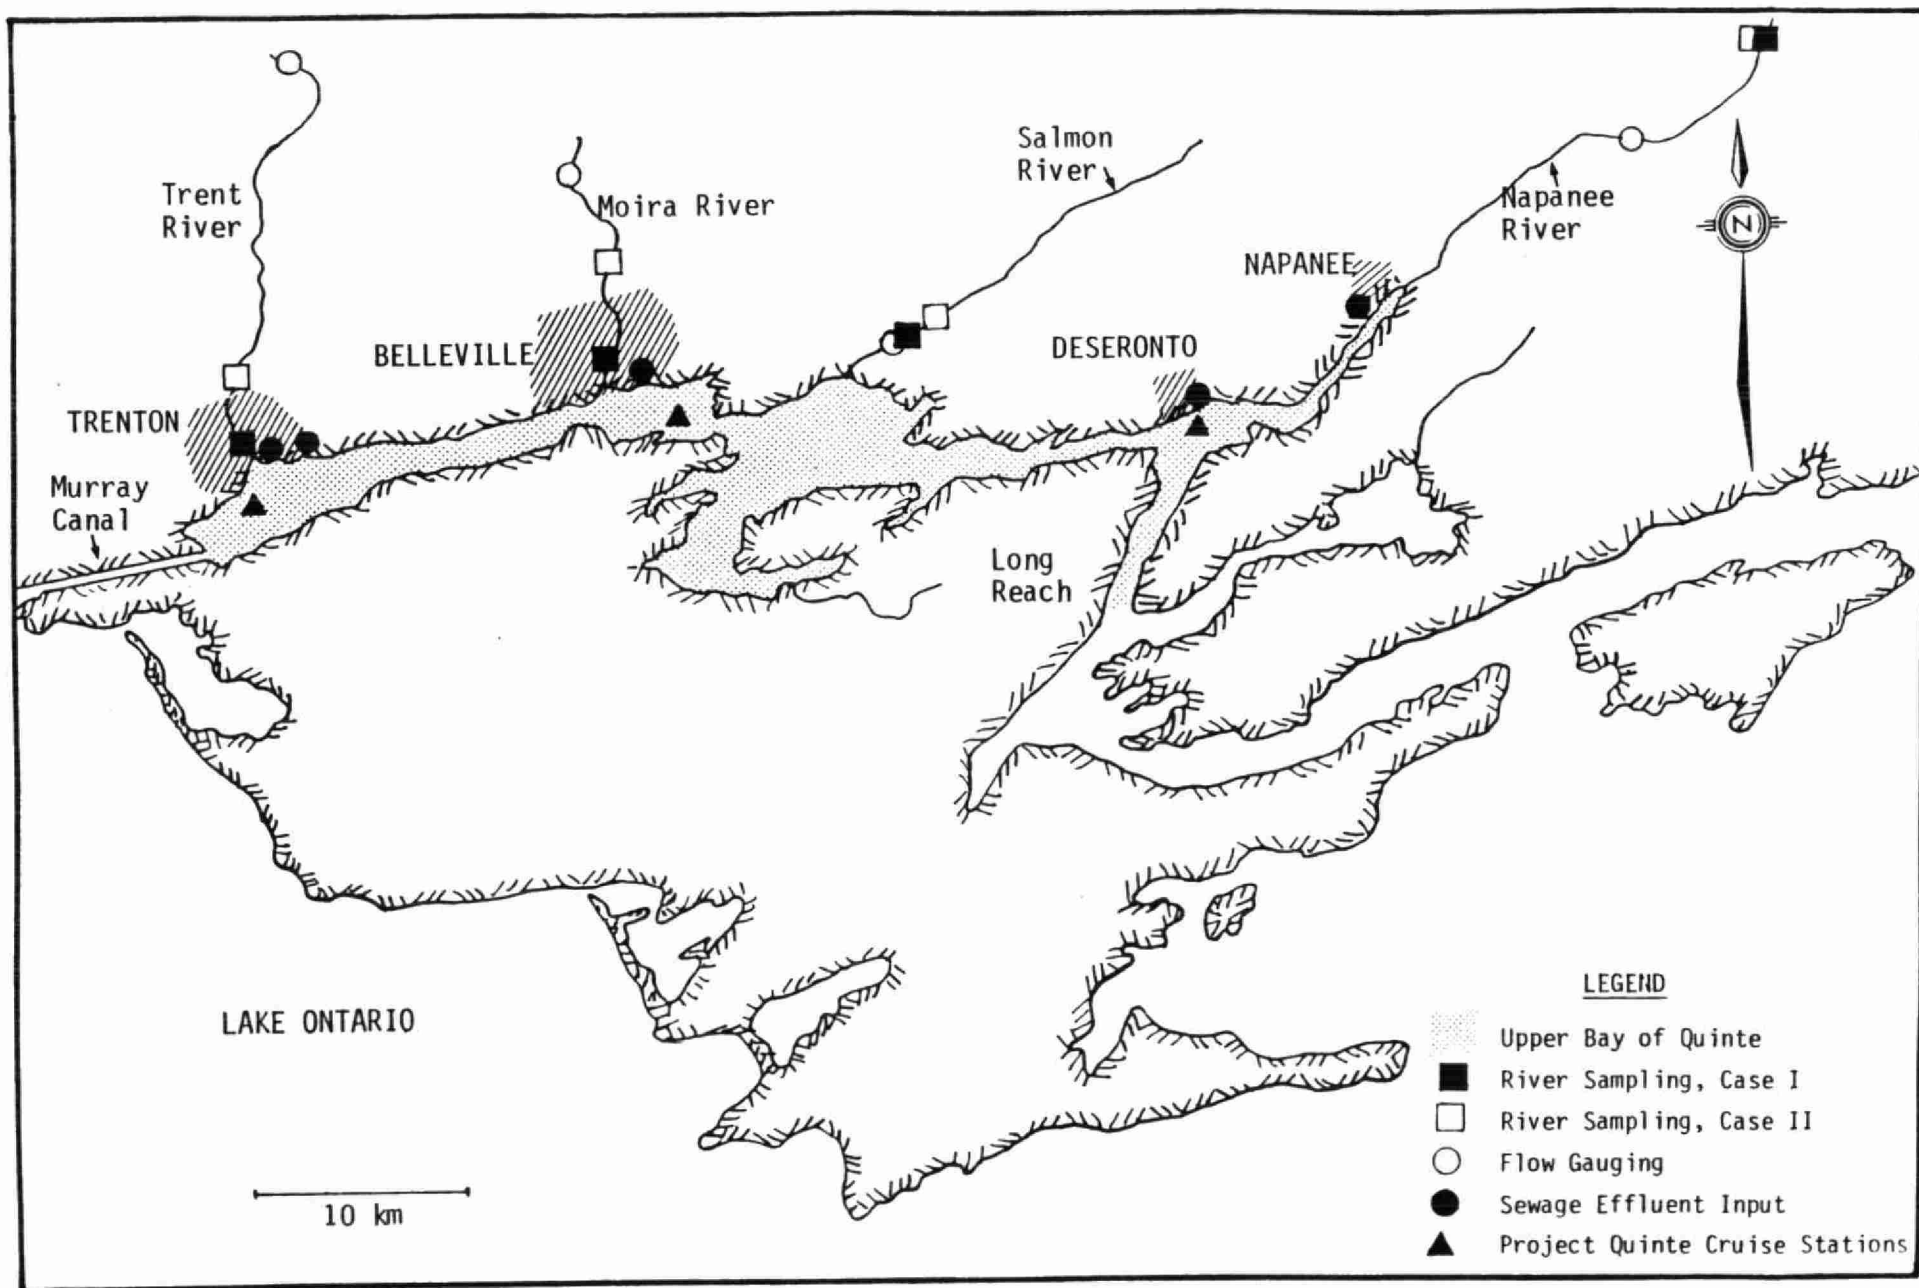 Trent
River
Moira River
Salmon
River
Napanee
River
N
NAPANEE
BELLEVILLE
DESERONTO
TRENTON
Murray
Canal
Long
Reach
LAKE ONTARIO
10 km
LEGEND
Upper Bay of Quinte
River Sampling, Case I
River Sampling, Case II
Flow Gauging
Sewage Effluent Input
Project Quinte Cruise Stations